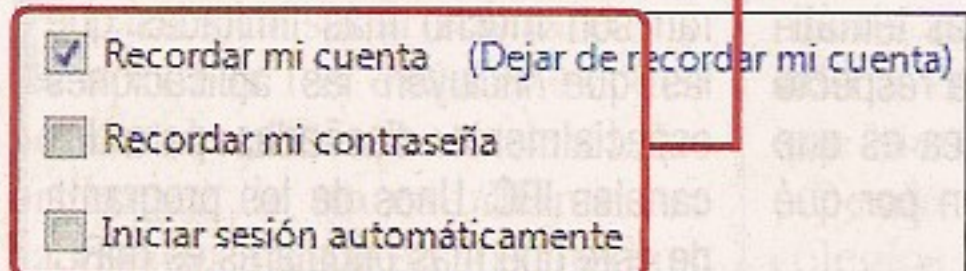 Recordar mi cuenta (Dejar de recordar mi cuenta)
Recordar mi contraseña
Iniciar sesión automáticamente